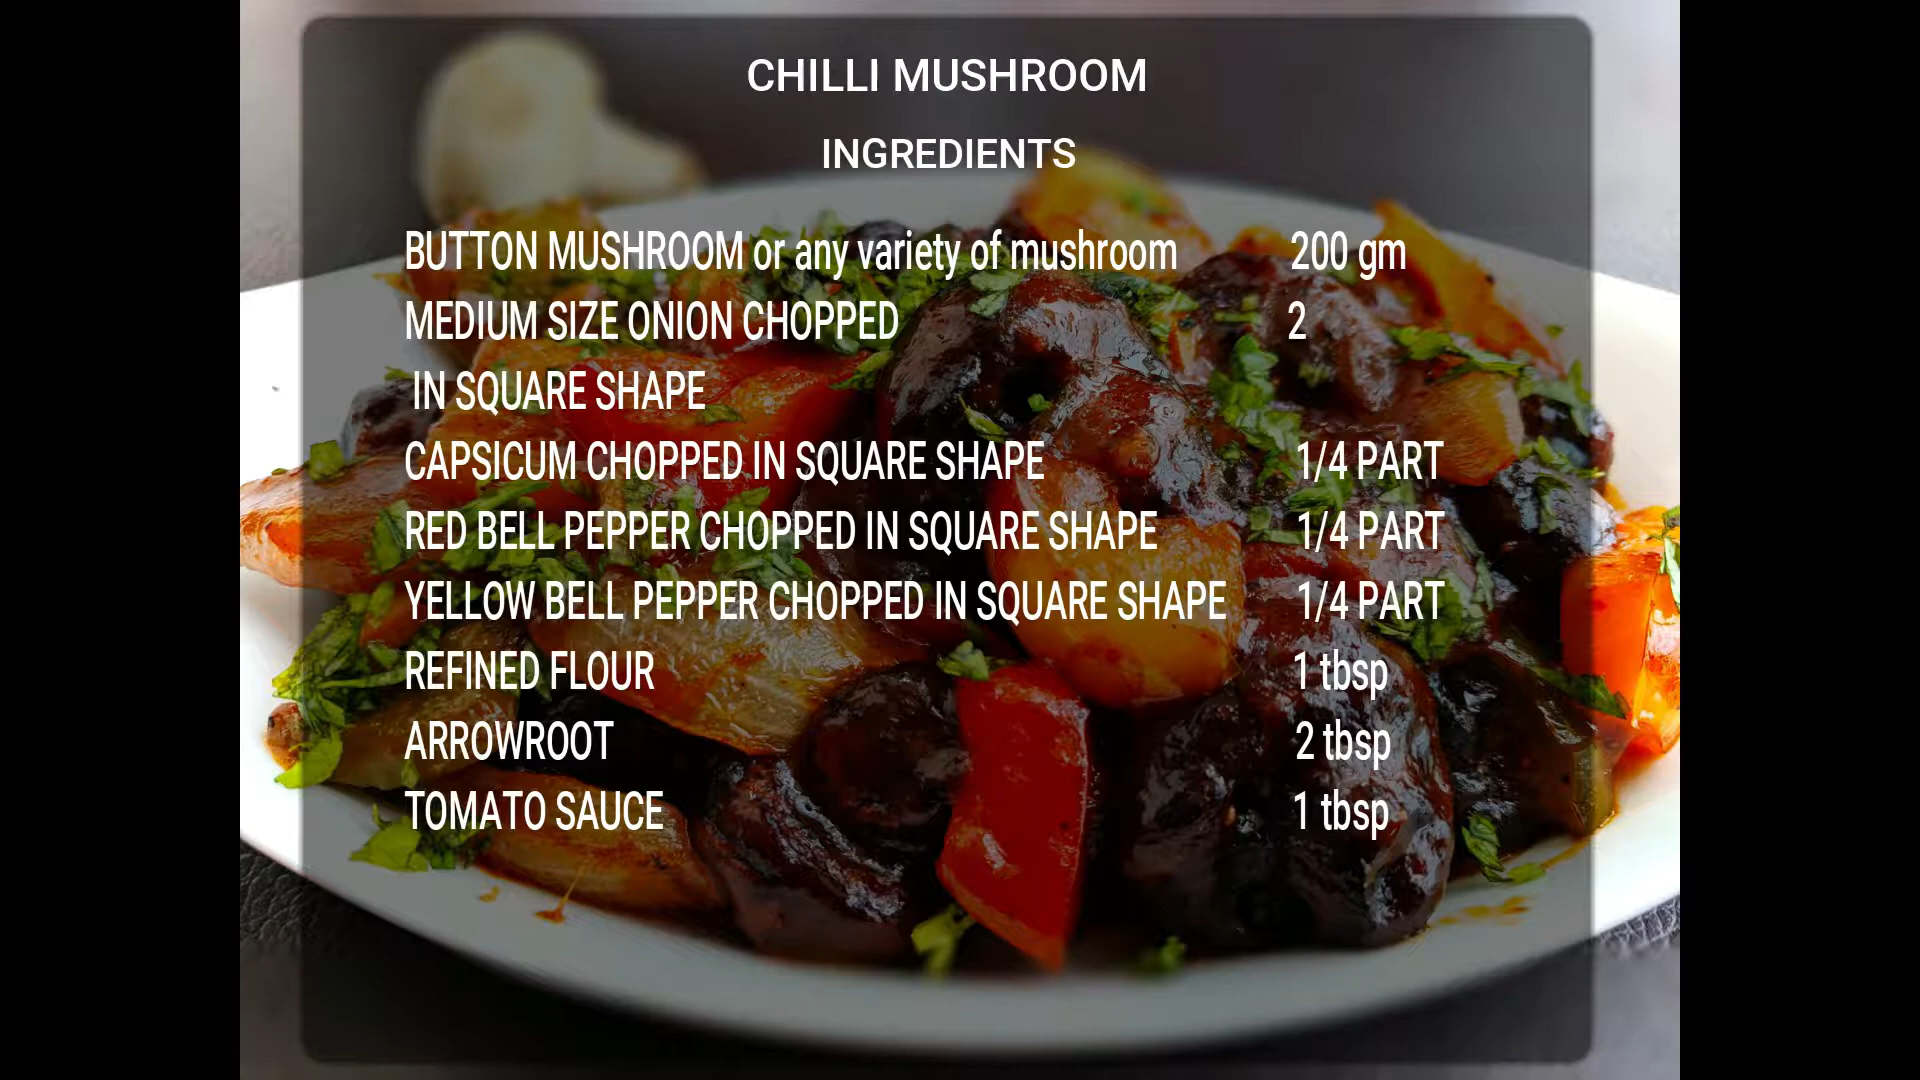 CHILLI MUSHROOM
INGREDIENTS
BUTTON MUSHROOM or any variety of mushroom 200 gm
MEDIUM SIZE ONION CHOPPED 2
IN SQUARE SHAPE
CAPSICUM CHOPPED IN SQUARE SHAPE 1/4 PART
RED BELL PEPPER CHOPPED IN SQUARE SHAPE 1/4 PART
YELLOW BELL PEPPER CHOPPED IN SQUARE SHAPE 1/4 PART
REFINED FLOUR 1 tbsp
ARROWROOT 2 tbsp
TOMATO SAUCE 1 tbsp